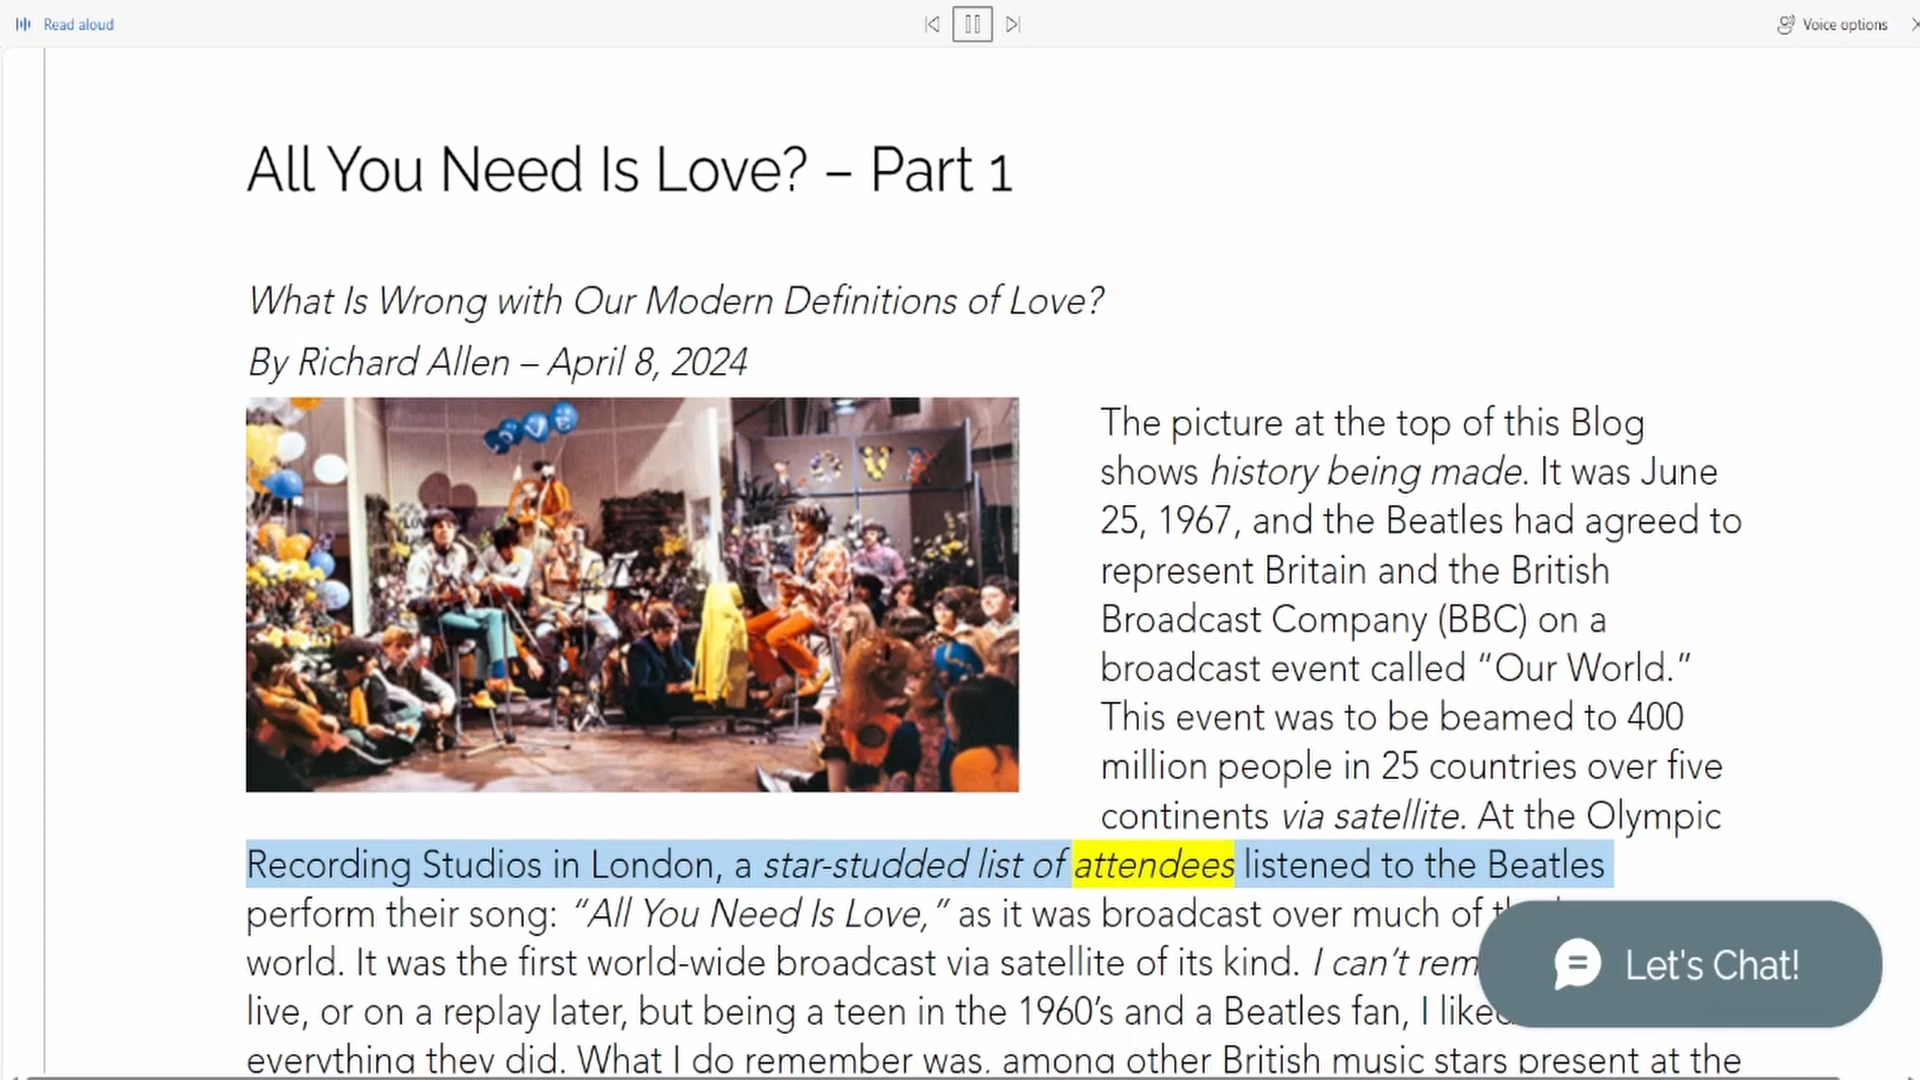 Read aloud
Voice options
All You Need Is Love? – Part 1
What Is Wrong with Our Modern Definitions of Love?
By Richard Allen – April 8, 2024
The picture at the top of this Blog
shows history being made. It was June
25, 1967, and the Beatles had agreed to
represent Britain and the British
Broadcast Company (BBC) on a
broadcast event called “Our World.”
This event was to be beamed to 400
million people in 25 countries over five
continents via satellite. At the Olympic
Recording Studios in London, a star-studded list of attendees listened to the Beatles
perform their song: “All You Need Is Love,” as it was broadcast over much of
world. It was the first world-wide broadcast via satellite of its kind. I can’t
live, or on a replay later, but being a teen in the 1960’s and a Beatles fan, I liked
everything they did. What I do remember was, among other British music stars present at the
Let's Chat!